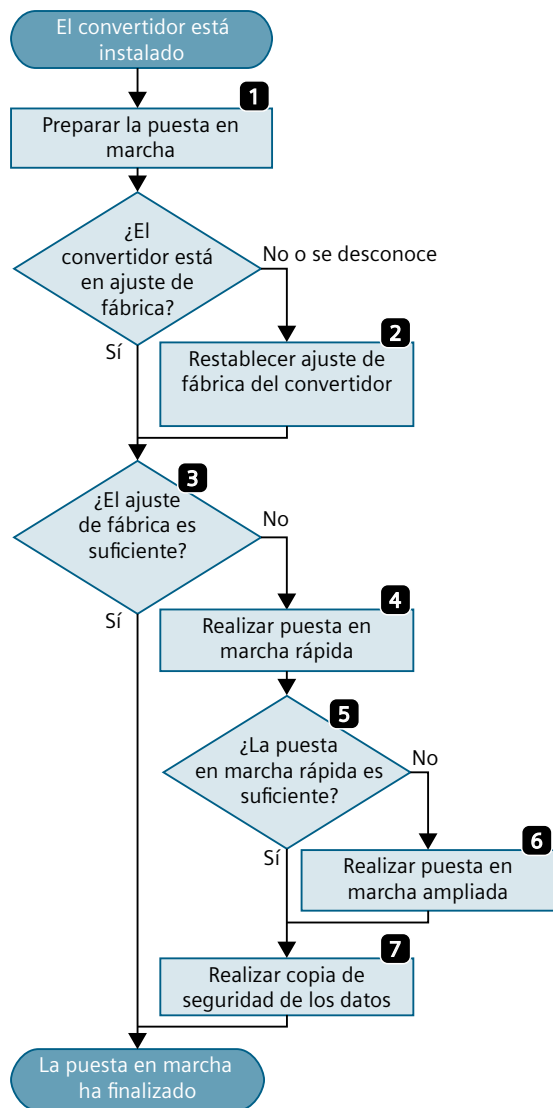 El convertidor está
instalado
1
Preparar la puesta en
marcha
¿El
convertidor está
en ajuste de
fábrica?
No o se desconoce
Sí
2
Restablecer ajuste de
fábrica del convertidor
3
¿El ajuste
de fábrica es
suficiente?
No
Sí
4
Realizar puesta en
marcha rápida
5
¿La puesta
en marcha rápida es
suficiente?
No
Sí
6
Realizar puesta en
marcha ampliada
7
Realizar copia de
seguridad de los datos
La puesta en marcha
ha finalizado